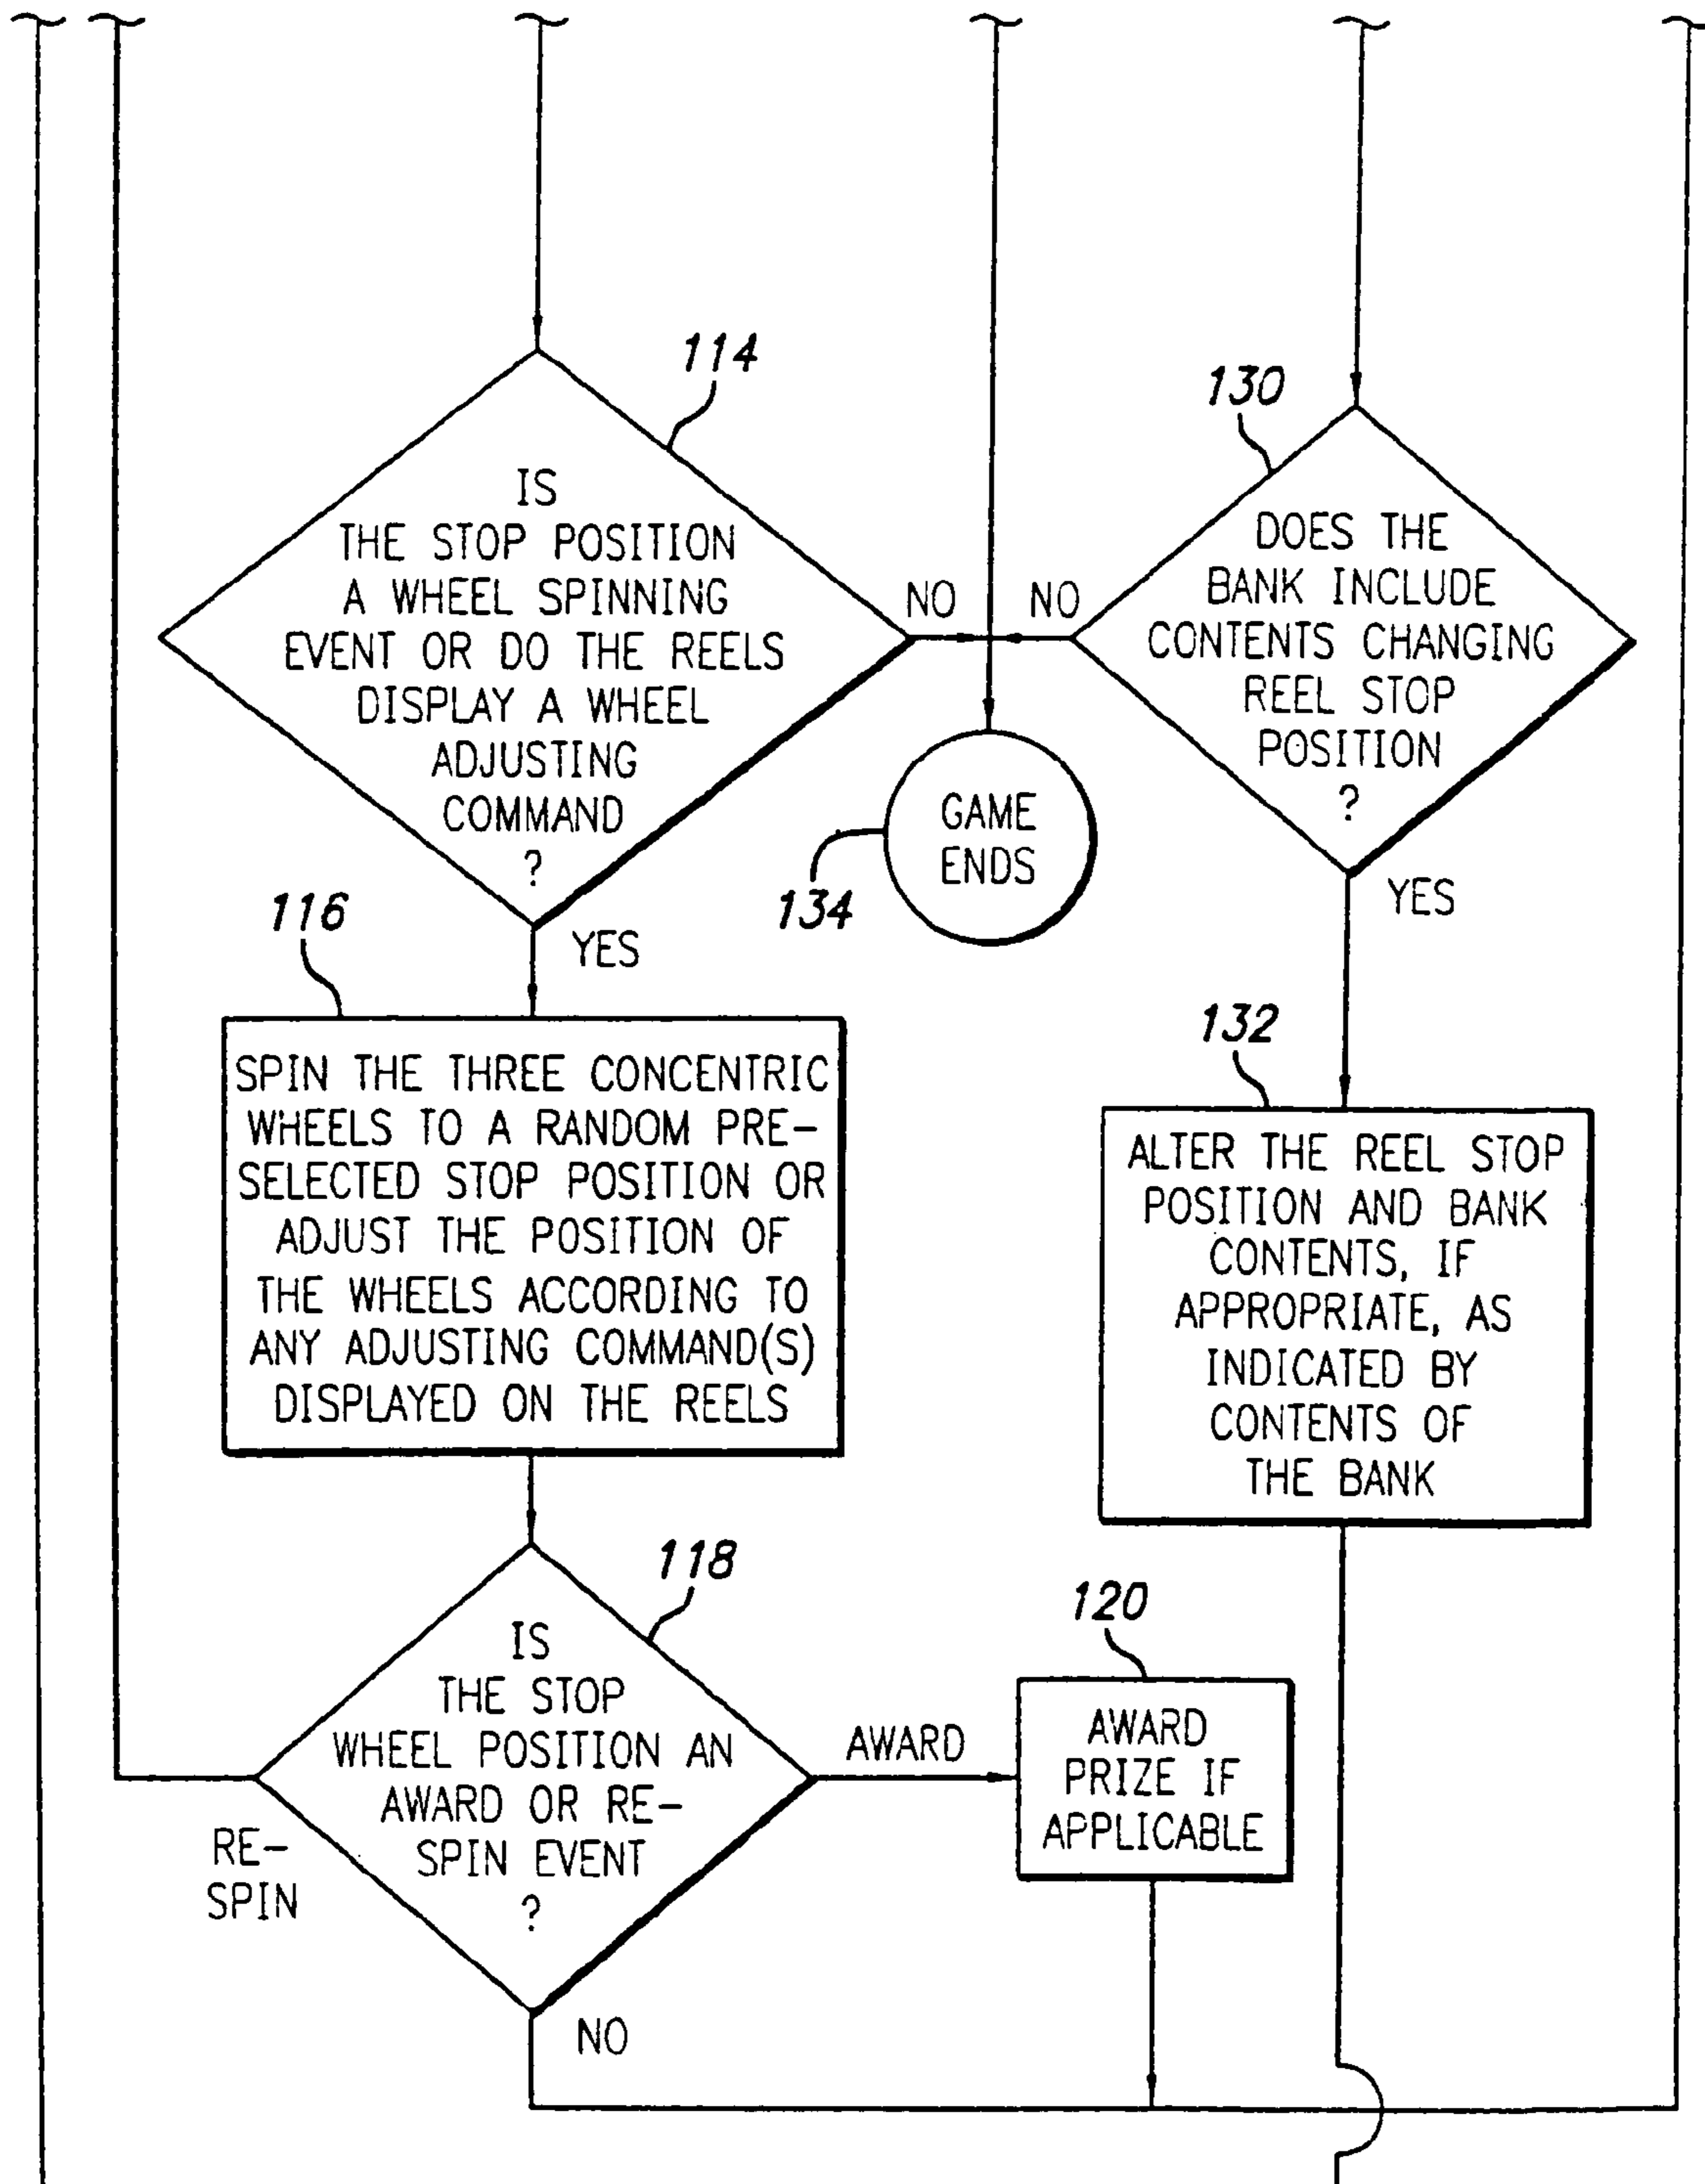 114
IS
THE STOP POSITION
A WHEEL SPINNING
EVENT OR DO THE REELS
DISPLAY A WHEEL
ADJUSTING
COMMAND
?
NO
YES
130
DOES THE
BANK INCLUDE
CONTENTS CHANGING
REEL STOP
POSITION
?
NO
YES
GAME
ENDS
134
116
SPIN THE THREE CONCENTRIC
WHEELS TO A RANDOM PRE-
SELECTED STOP POSITION OR
ADJUST THE POSITION OF
THE WHEELS ACCORDING TO
ANY ADJUSTING COMMAND(S)
DISPLAYED ON THE REELS
132
ALTER THE REEL STOP
POSITION AND BANK
CONTENTS, IF
APPROPRIATE, AS
INDICATED BY
CONTENTS OF
THE BANK
118
IS
THE STOP
WHEEL POSITION AN
AWARD OR RE-
SPIN EVENT
?
RE-
SPIN
AWARD
NO
120
AWARD
PRIZE IF
APPLICABLE